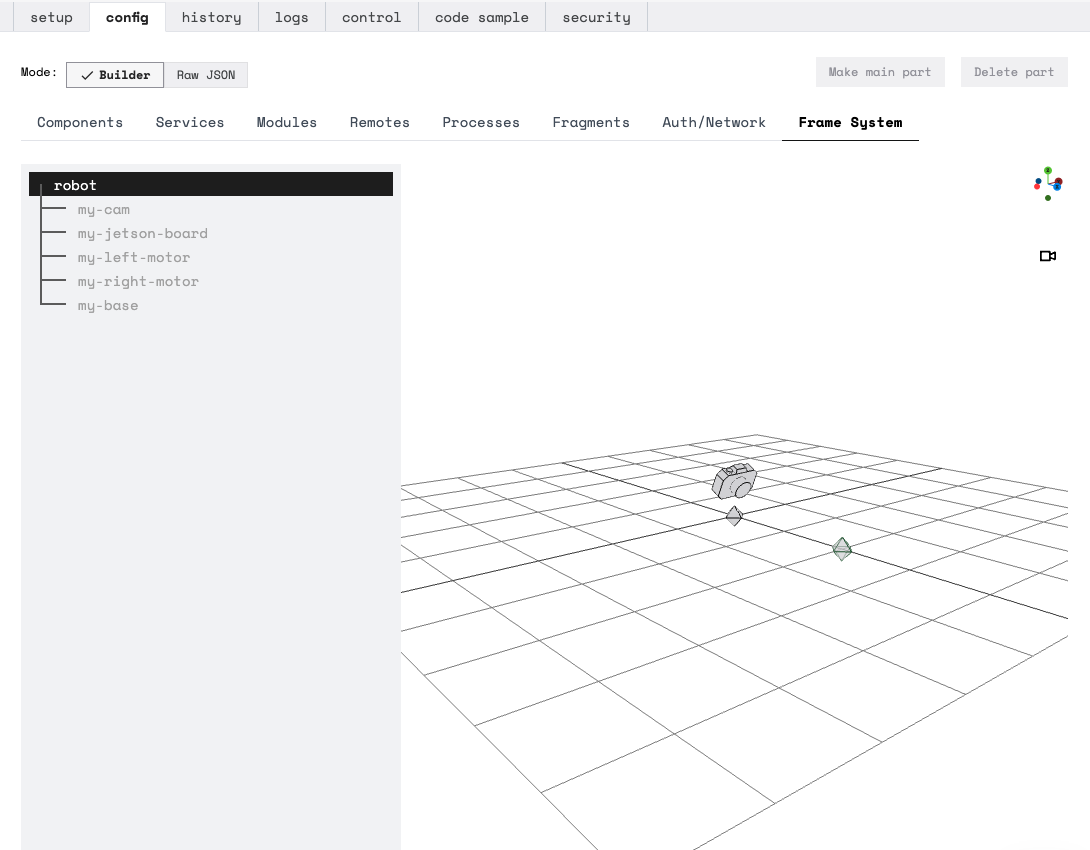 setup config history logs control code sample security
Mode: Builder Raw JSON Make main part Delete part
Components Services Modules Remotes Processes Fragments Auth/Network Frame System
robot
my-cam
my-jetson-board
my-left-motor
my-right-motor
my-base